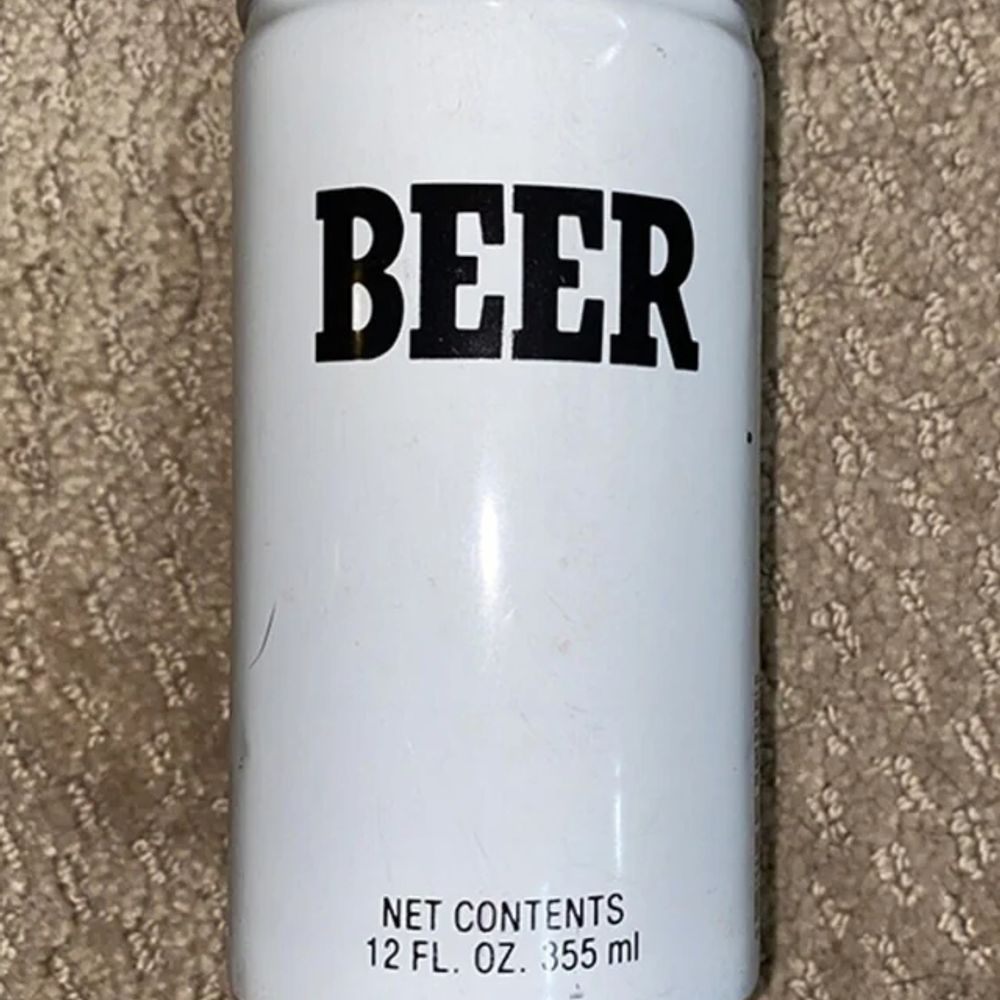 BEER
NET CONTENTS
12 FL. OZ. 355 ml